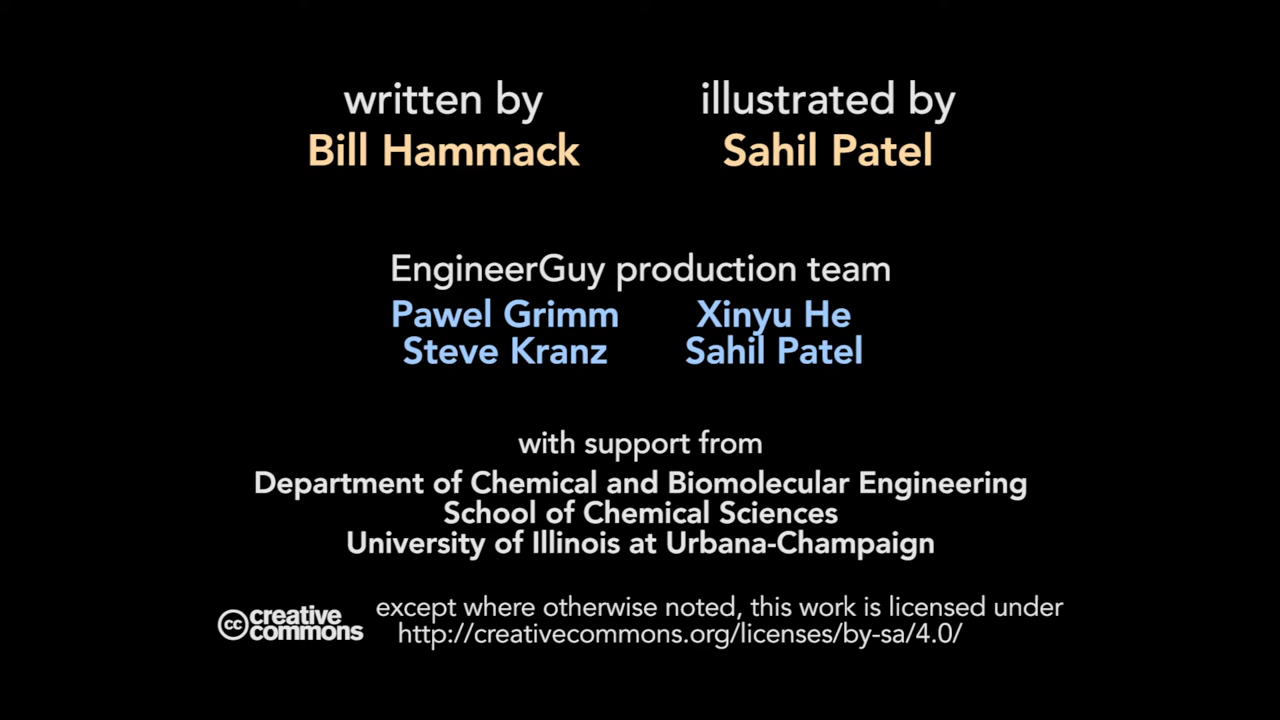 written by
Bill Hammack
illustrated by
Sahil Patel
EngineerGuy production team
Pawel Grimm
Xinyu He
Steve Kranz
Sahil Patel
with support from
Department of Chemical and Biomolecular Engineering
School of Chemical Sciences
University of Illinois at Urbana-Champaign
cc creative commons
except where otherwise noted, this work is licensed under
http://creativecommons.org/licenses/by-sa/4.0/